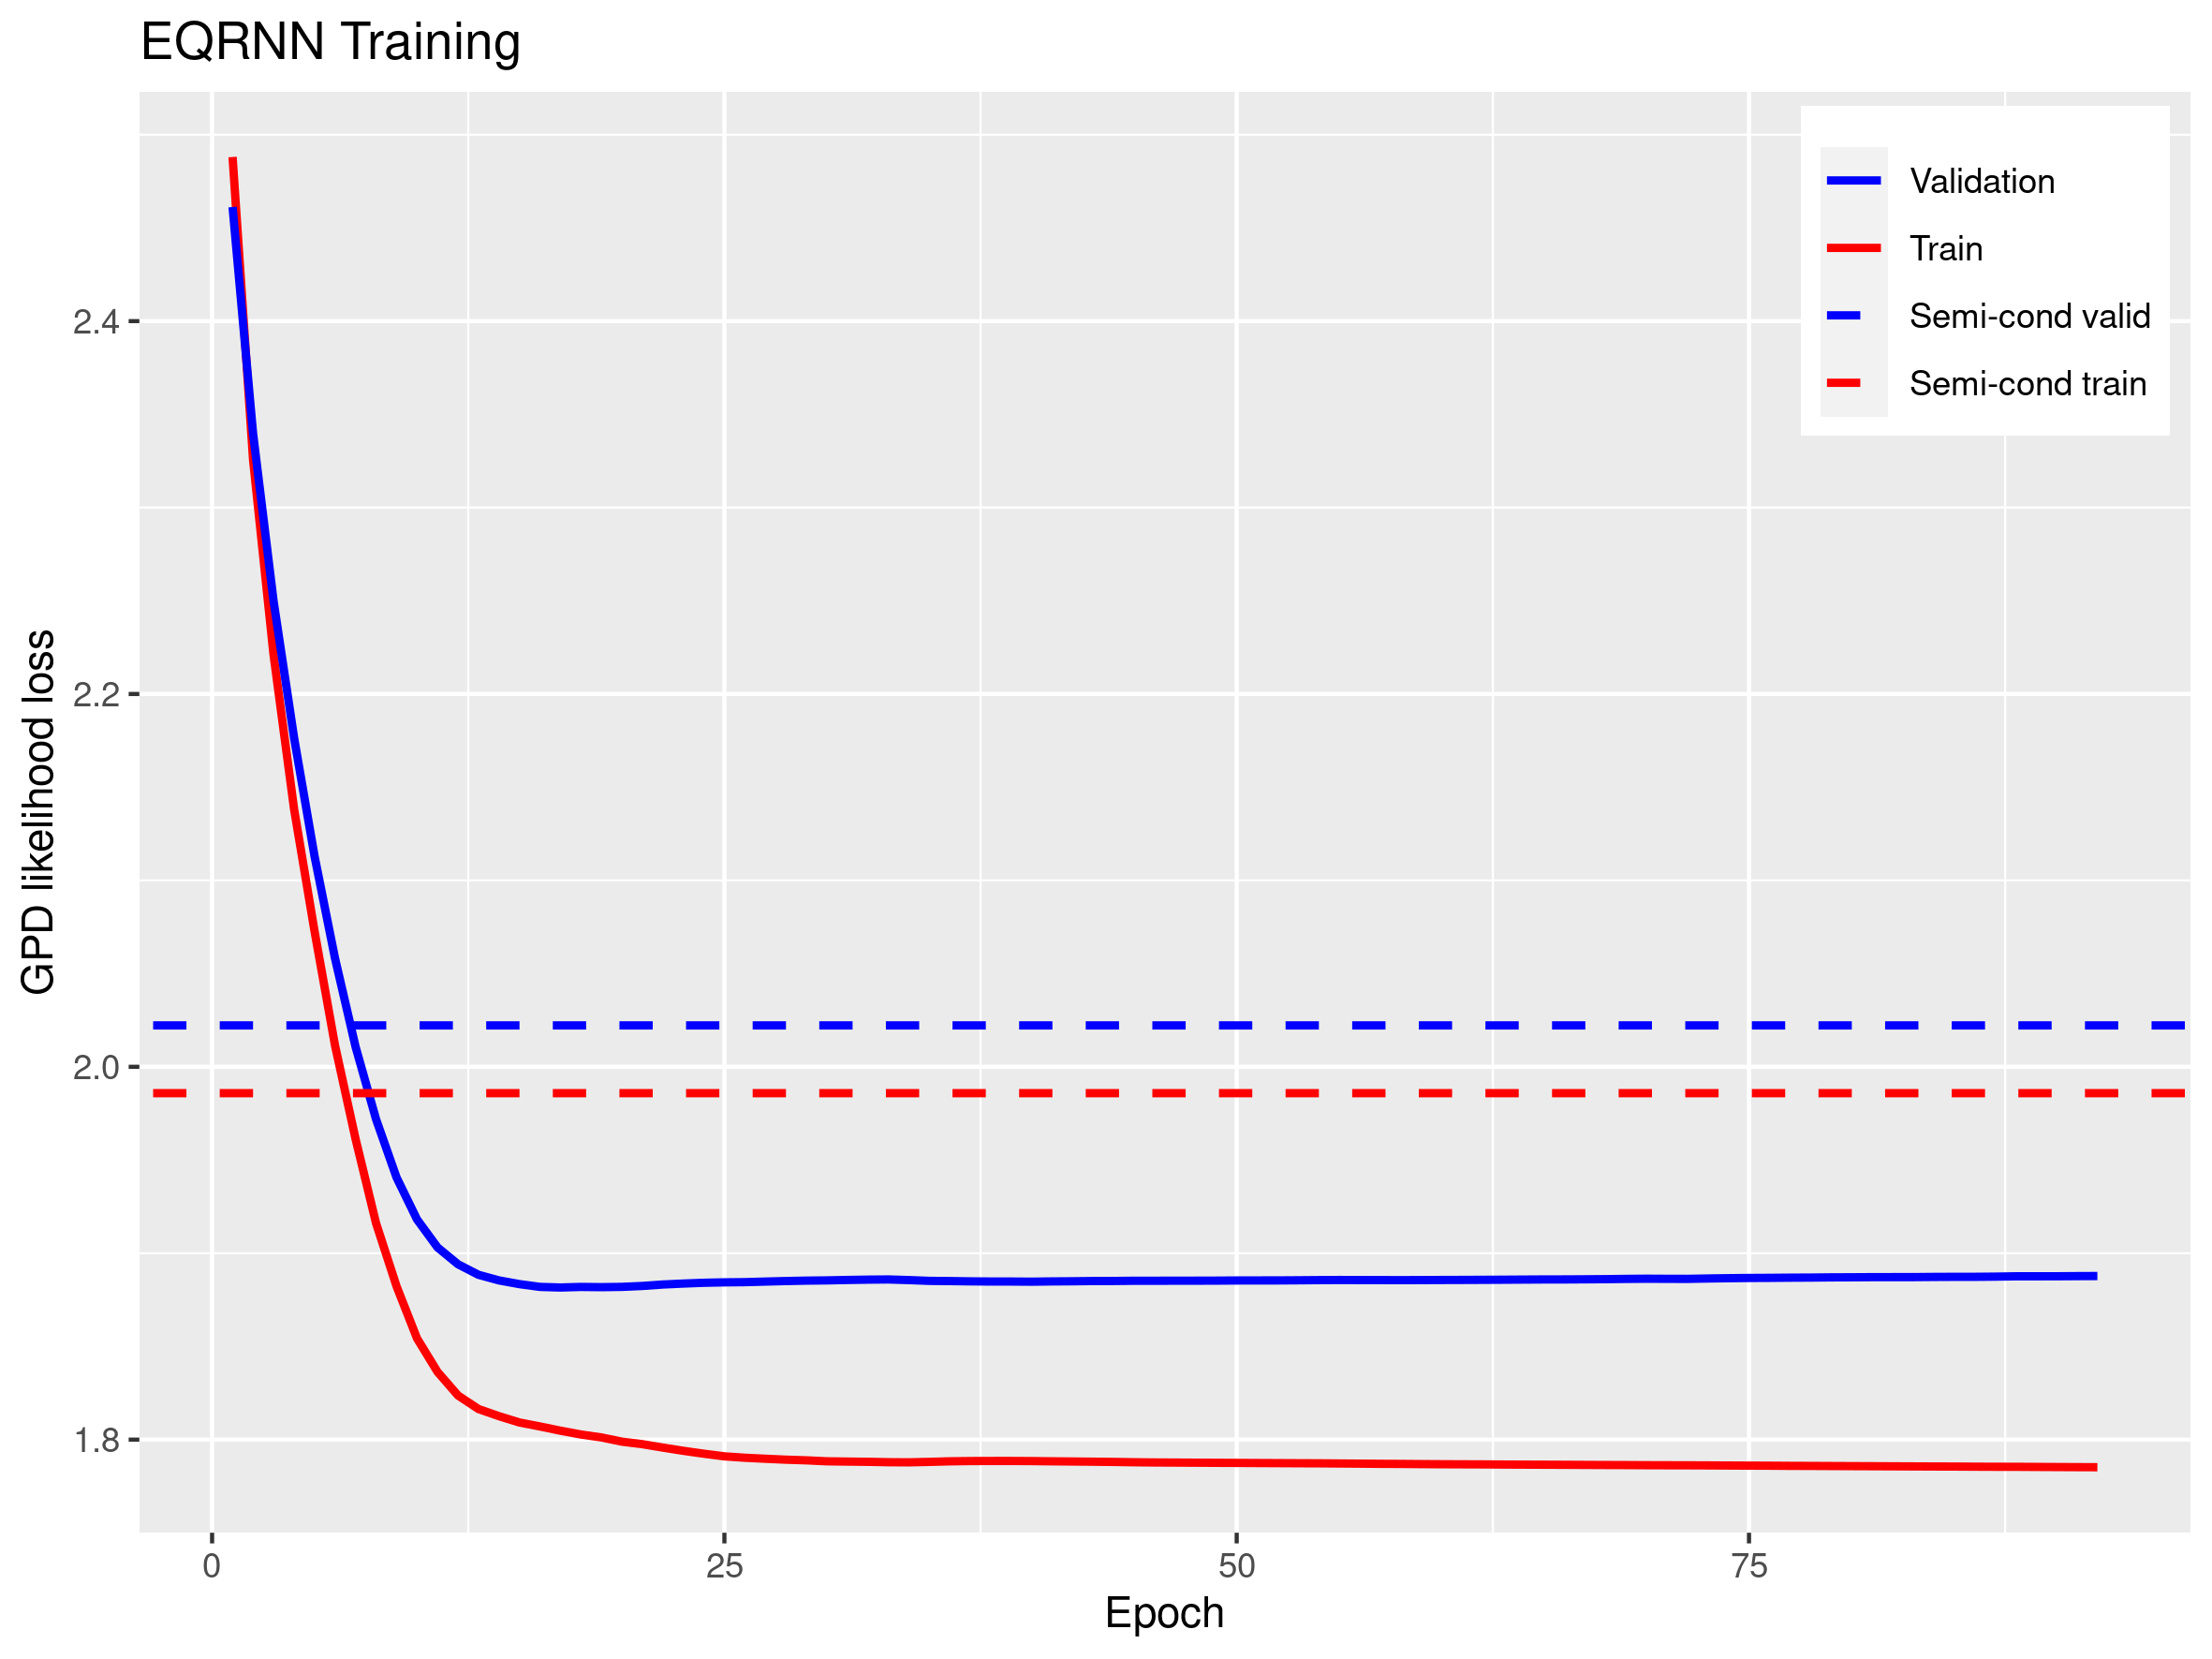 EQRNN Training
Validation
Train
Semi-cond valid
Semi-cond train
GPD likelihood loss
2.4
2.2
2.0
1.8
0 25 50 75
Epoch